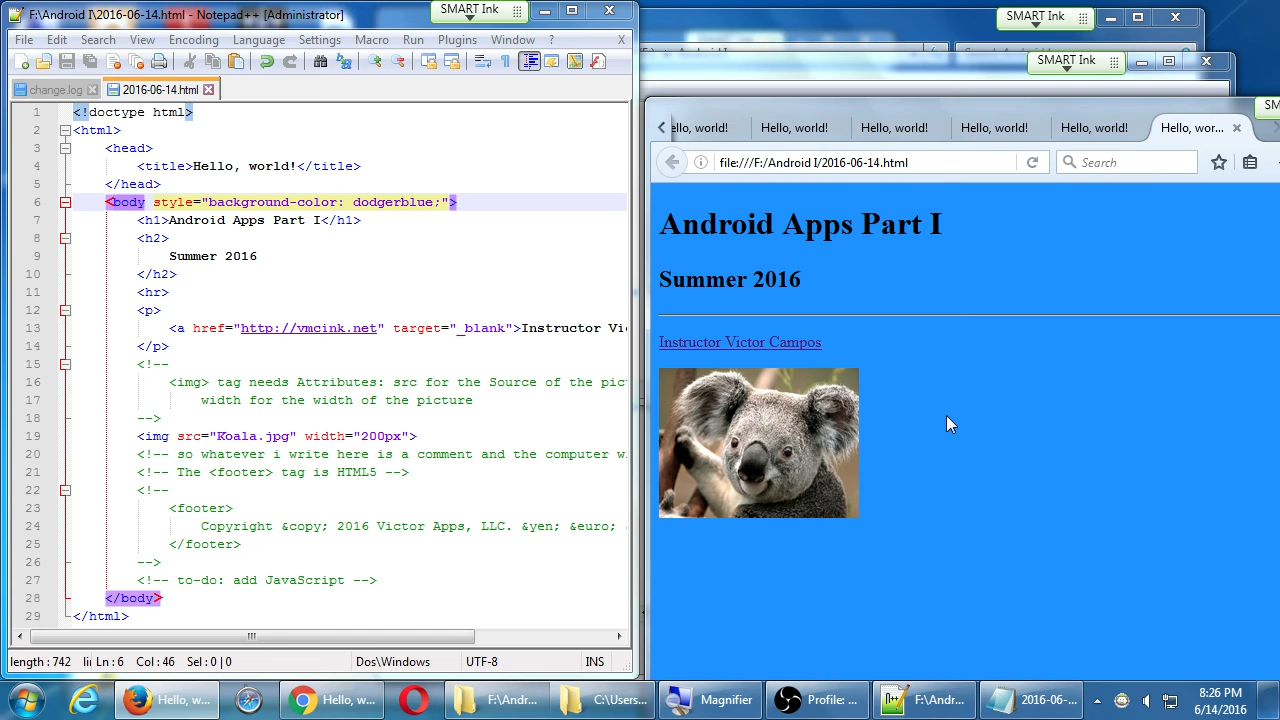 F:\Android I\2016-06-14.html - Notepad++ [Administrator]
SMART Ink
SMART Ink
SMART Ink
SM
File Edit Search View Encoding Language Settings Macro Run Plugins Window ? X
change.log
2016-06-14.html
1 <!doctype html>
2 <html>
3 <head>
4 <title>Hello, world!</title>
5 </head>
6 <body style="background-color: dodgerblue;">
7 <h1>Android Apps Part I</h1>
8 <h2>
9 Summer 2016
10 </h2>
11 <hr>
12 <p>
13 <a href="http://vmcink.net" target="_blank">Instructor Vi
14 </p>
15 <!--
16 <img> tag needs Attributes: src for the Source of the pic
17 width for the width of the picture
18 -->
19 <img src="Koala.jpg" width="200px">
20 <!-- so whatever i write here is a comment and the computer w
21 <!-- The <footer> tag is HTML5 -->
22 <!--
23 <footer>
24 Copyright &copy; 2016 Victor Apps, LLC. &yen; &euro;
25 </footer>
26 -->
27 <!-- to-do: add JavaScript -->
28 </body>
29 </html>
length : 742 li Ln : 6 Col : 46 Sel : 0 | 0 Dos\Windows UTF-8 INS
ello, world! Hello, world! Hello, world! Hello, world! Hello, world! Hello, wor...
file:///F:/Android I/2016-06-14.html
Search
Android Apps Part I
Summer 2016
Instructor Victor Campos
Hello, w... Hello, w... F:\Andr... C:\Users... Magnifier Profile: ... F:\Andr... 2016-06-...
8:26 PM
6/14/2016